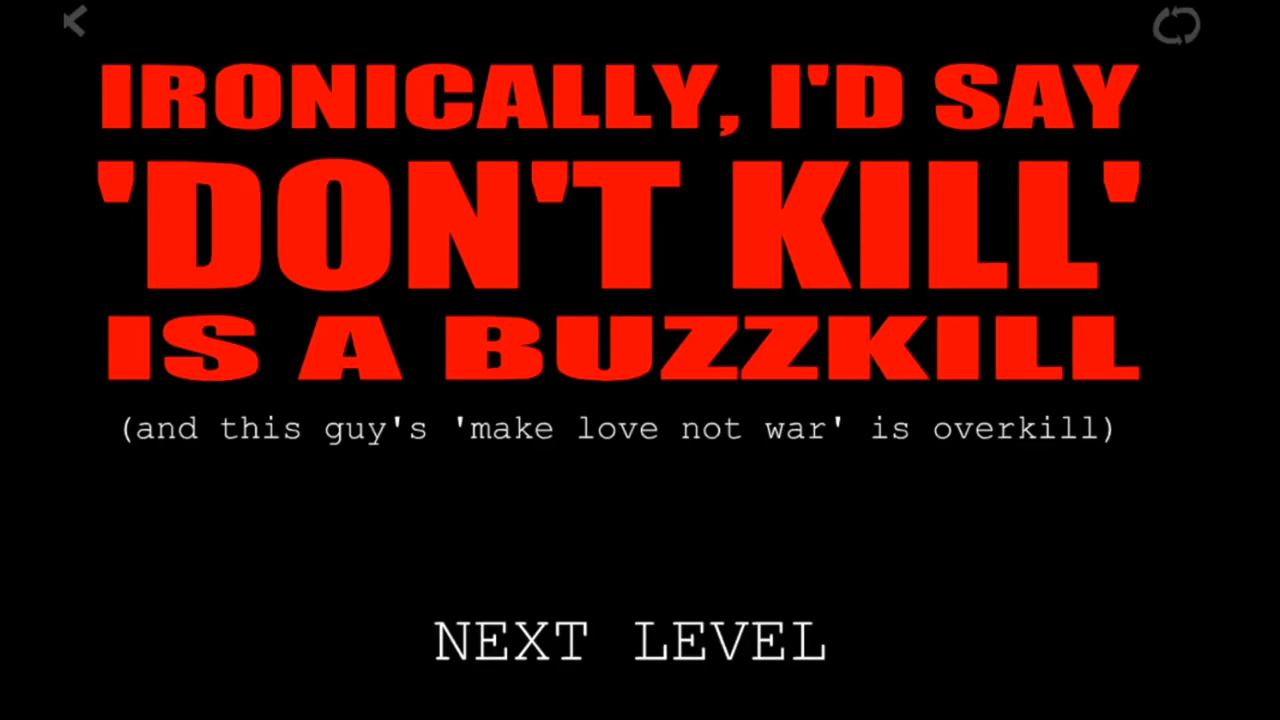 IRONICALLY, I'D SAY
'DON'T KILL'
IS A BUZZKILL
(and this guy's 'make love not war' is overkill)
NEXT LEVEL